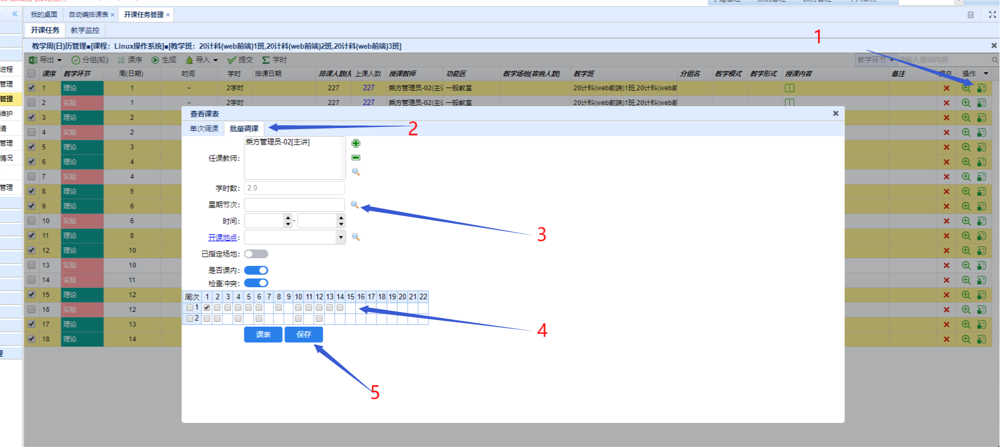 我的桌面 自动编排课表 × 开课任务管理 ×
开课任务 教学监控
1
教学周(日)历管理■[课程：Linux操作系统]■[教学班：20计科(web前端)1班,20计科(web前端)2班,20计科(web前端)3班]
导出 分组(轮) 课序 生成 导入 提交 学时 教学环节 请输入查询内容
课序 教学环节 周(日期) 时间 学时 排课日期 排课人数( 上课人数 授课教师 功能区 教学场地[容纳人数] 教学班 分组名 教学模式 教学形式 授课内容 备注 提交 操作
进程
管理
管理
维护
请
管理
情况
管理
理
1 理论 1 ~ 2学时 227 227 乘方管理员-02(主讲 一般教室 20计科(web前端)1班,20计科(web前
2 实验 1 ~ 2学时 227 227 乘方管理员-02(主讲 一般教室 20计科(web前端)1班,20计科(web前
3 理论 2
4 实验 2
5 理论 3
6 理论 4
7 实验 4
8 理论 5
9 理论 6
10 实验 6
11 理论 8
12 理论 10
13 实验 10
14 实验 11
15 理论 12
16 实验 12
17 理论 13
18 理论 14
查看课表
单次调课 批量调课 2
任课教师: 乘方管理员-02[主讲]
学时数: 2.0
星期节次:
时间: -
3
开课地点:
已指定场地:
是否课内:
检查冲突:
周次 1 2 3 4 5 6 7 8 9 10 11 12 13 14 15 16 17 18 19 20 21 22
1
2
4
课表 保存
5